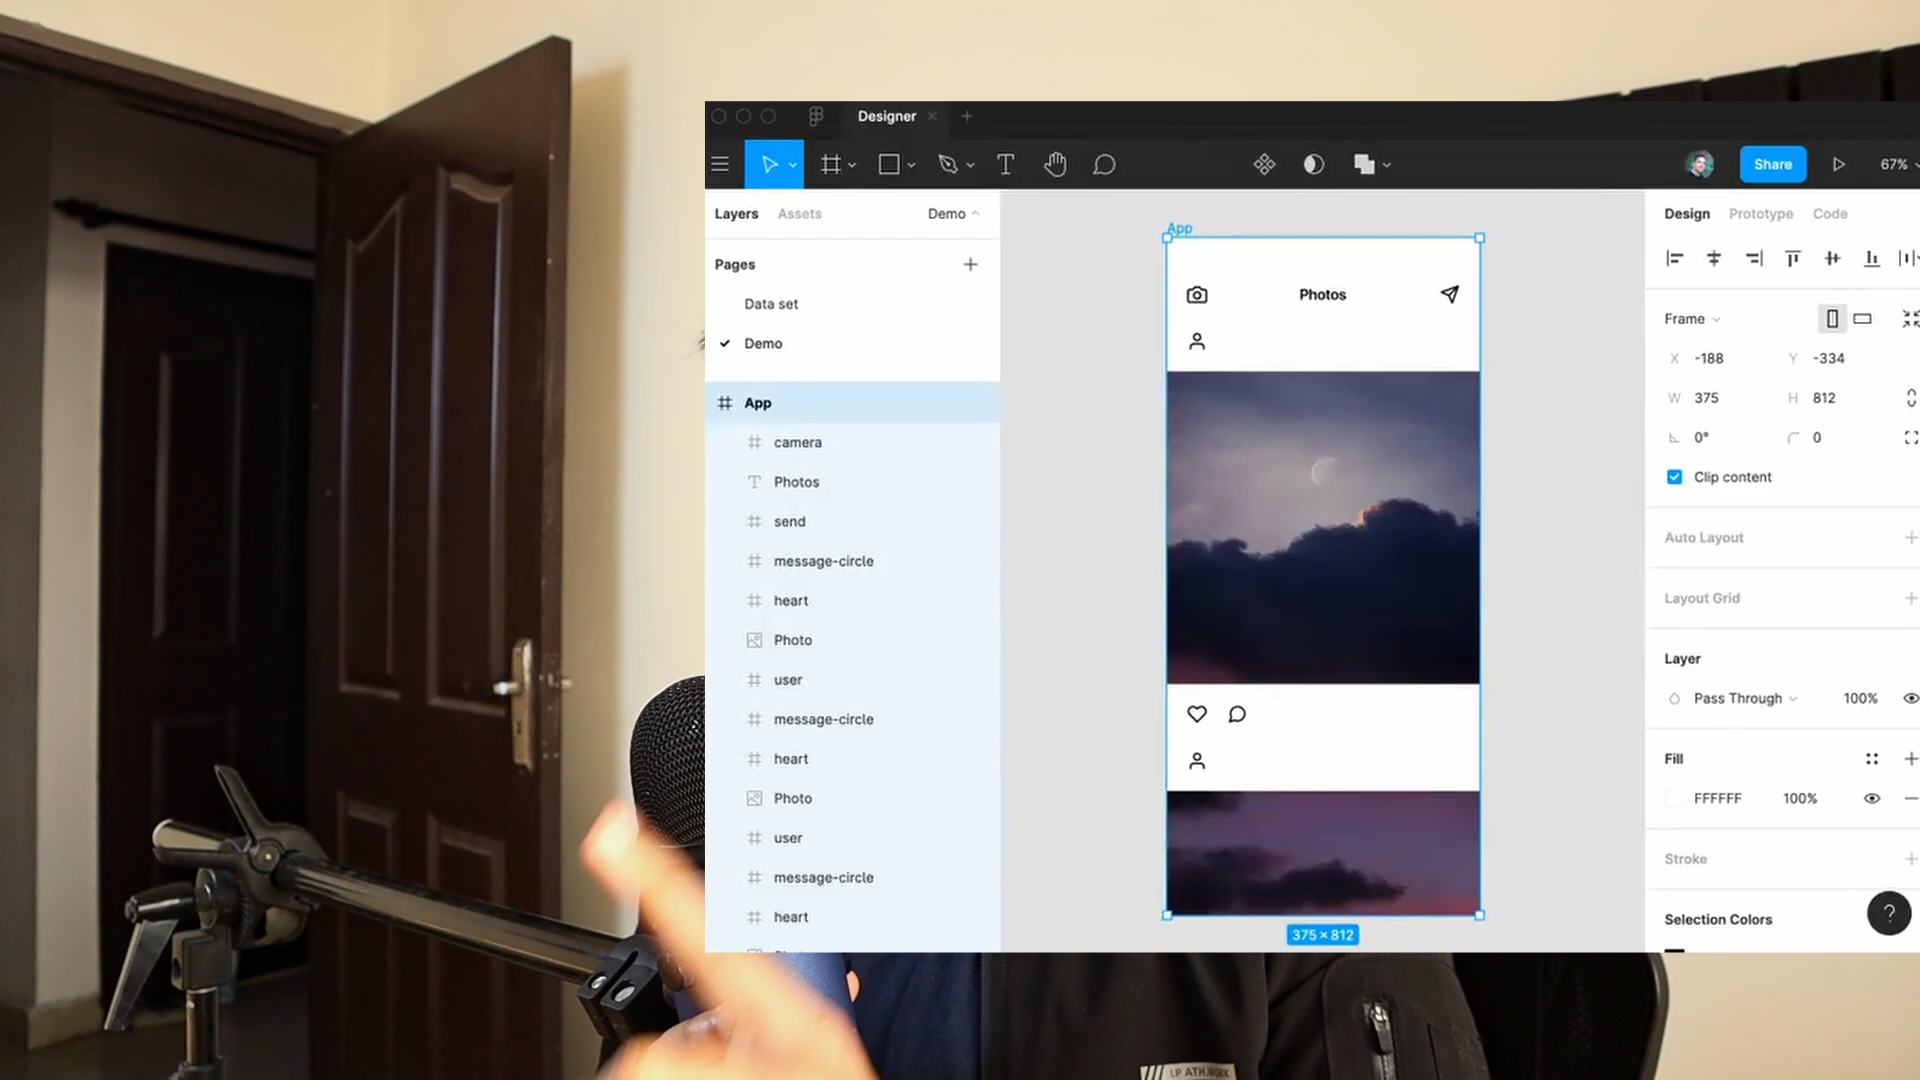 Designer
Share
67%
Layers Assets Demo
Pages
Data set
Demo
App
camera
Photos
send
message-circle
heart
Photo
user
message-circle
heart
Photo
user
message-circle
heart
App
Photos
375 × 812
Design Prototype Code
Frame
X -188 Y -334
W 375 H 812
0° 0
Clip content
Auto Layout
Layout Grid
Layer
Pass Through 100%
Fill
FFFFFF 100%
Stroke
Selection Colors
?
LP ATH.WORK